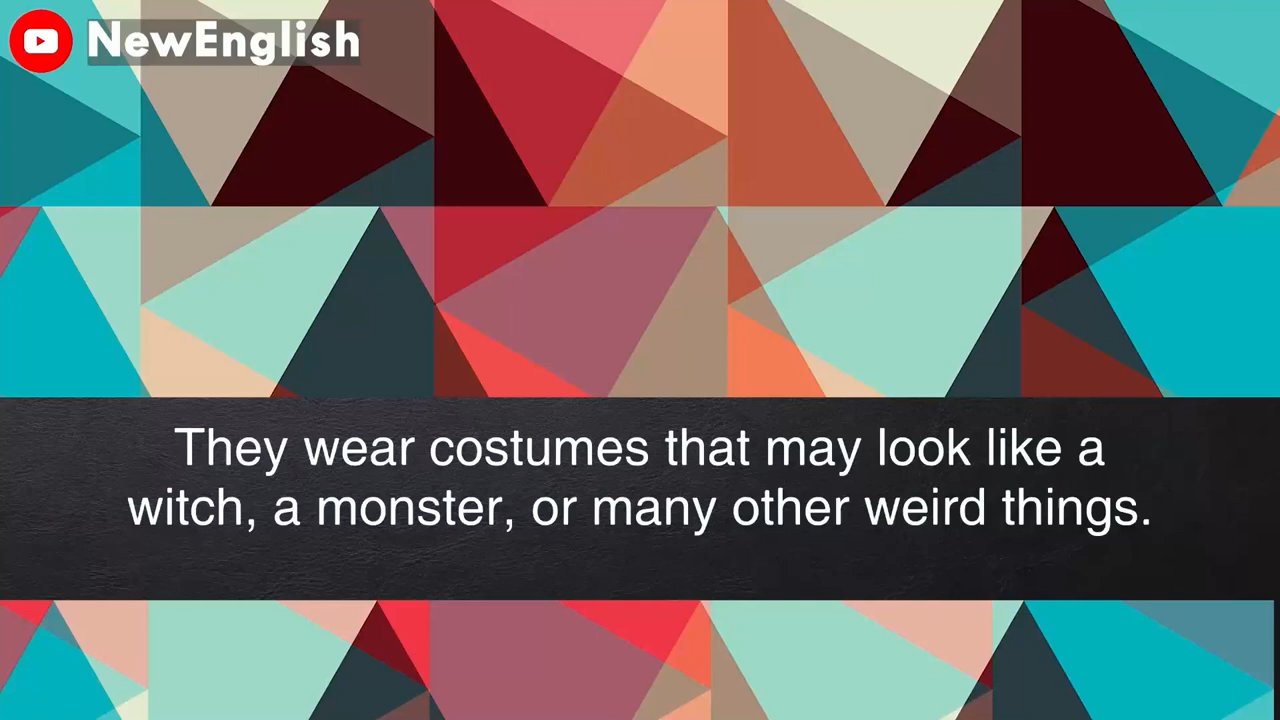 NewEnglish
They wear costumes that may look like a
witch, a monster, or many other weird things.